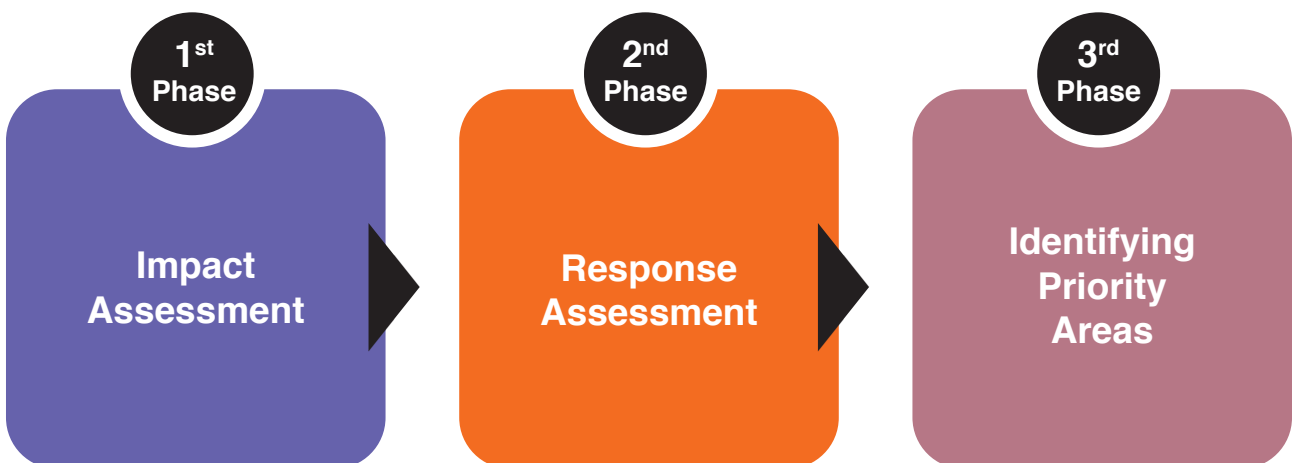 1st
Phase
Impact
Assessment
2nd
Phase
Response
Assessment
3rd
Phase
Identifying
Priority
Areas